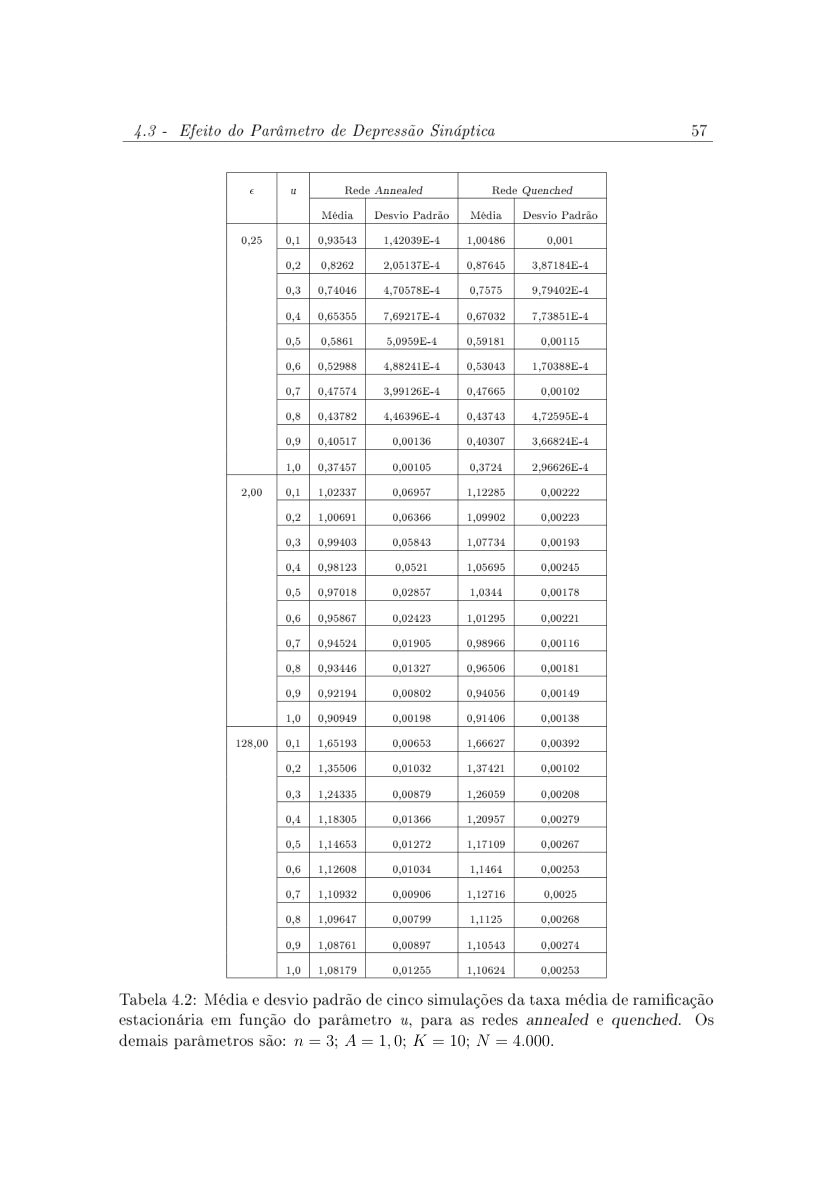 4.3 - Efeito do Parâmetro de Depressão Sináptica 57
ϵ u Rede Annealed Rede Quenched
Média Desvio Padrão Média Desvio Padrão
0,25 0,1 0,93543 1,42039E-4 1,00486 0,001
0,2 0,8262 2,05137E-4 0,87645 3,87184E-4
0,3 0,74046 4,70578E-4 0,7575 9,79402E-4
0,4 0,65355 7,69217E-4 0,67032 7,73851E-4
0,5 0,5861 5,0959E-4 0,59181 0,00115
0,6 0,52988 4,88241E-4 0,53043 1,70388E-4
0,7 0,47574 3,99126E-4 0,47665 0,00102
0,8 0,43782 4,46396E-4 0,43743 4,72595E-4
0,9 0,40517 0,00136 0,40307 3,66824E-4
1,0 0,37457 0,00105 0,3724 2,96626E-4
2,00 0,1 1,02337 0,06957 1,12285 0,00222
0,2 1,00691 0,06366 1,09902 0,00223
0,3 0,99403 0,05843 1,07734 0,00193
0,4 0,98123 0,0521 1,05695 0,00245
0,5 0,97018 0,02857 1,0344 0,00178
0,6 0,95867 0,02423 1,01295 0,00221
0,7 0,94524 0,01905 0,98966 0,00116
0,8 0,93446 0,01327 0,96506 0,00181
0,9 0,92194 0,00802 0,94056 0,00149
1,0 0,90949 0,00198 0,91406 0,00138
128,00 0,1 1,65193 0,00653 1,66627 0,00392
0,2 1,35506 0,01032 1,37421 0,00102
0,3 1,24335 0,00879 1,26059 0,00208
0,4 1,18305 0,01366 1,20957 0,00279
0,5 1,14653 0,01272 1,17109 0,00267
0,6 1,12608 0,01034 1,1464 0,00253
0,7 1,10932 0,00906 1,12716 0,0025
0,8 1,09647 0,00799 1,1125 0,00268
0,9 1,08761 0,00897 1,10543 0,00274
1,0 1,08179 0,01255 1,10624 0,00253
Tabela 4.2: Média e desvio padrão de cinco simulações da taxa média de ramificação
estacionária em função do parâmetro u, para as redes annealed e quenched. Os
demais parâmetros são: n = 3; A = 1,0; K = 10; N = 4.000.